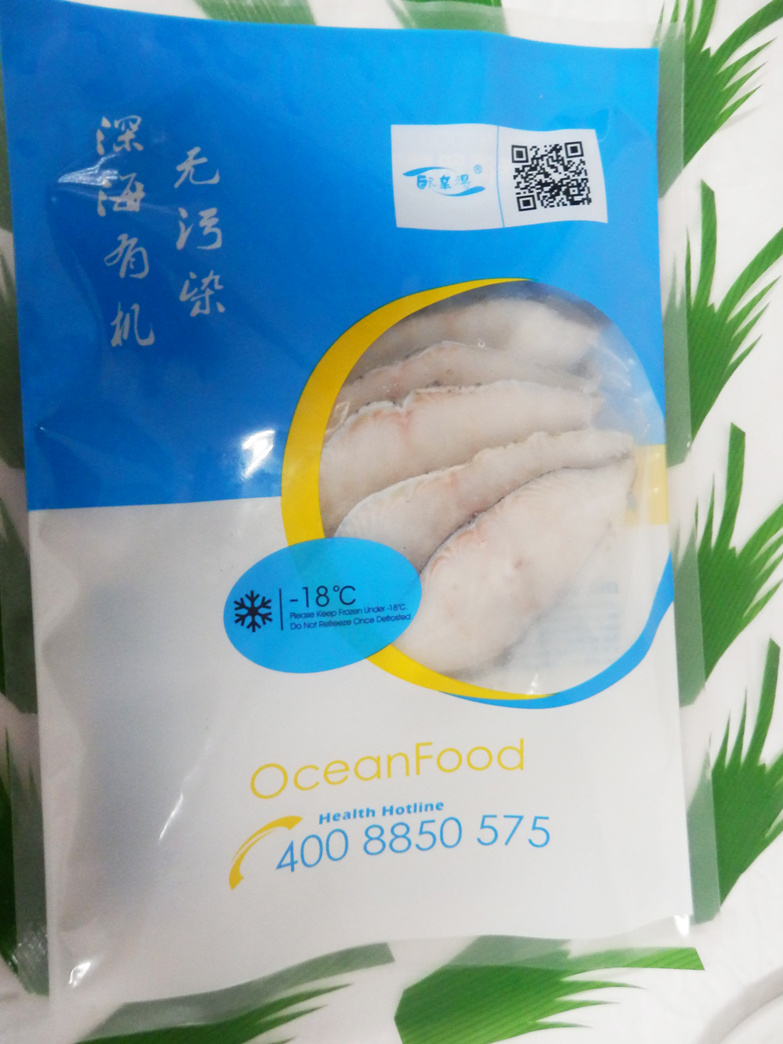 无污染
深海有机
®
-18℃
Please Keep Frozen Under -18℃.
Do Not Refreeze Once Defrosted
OceanFood
Health Hotline
400 8850 575